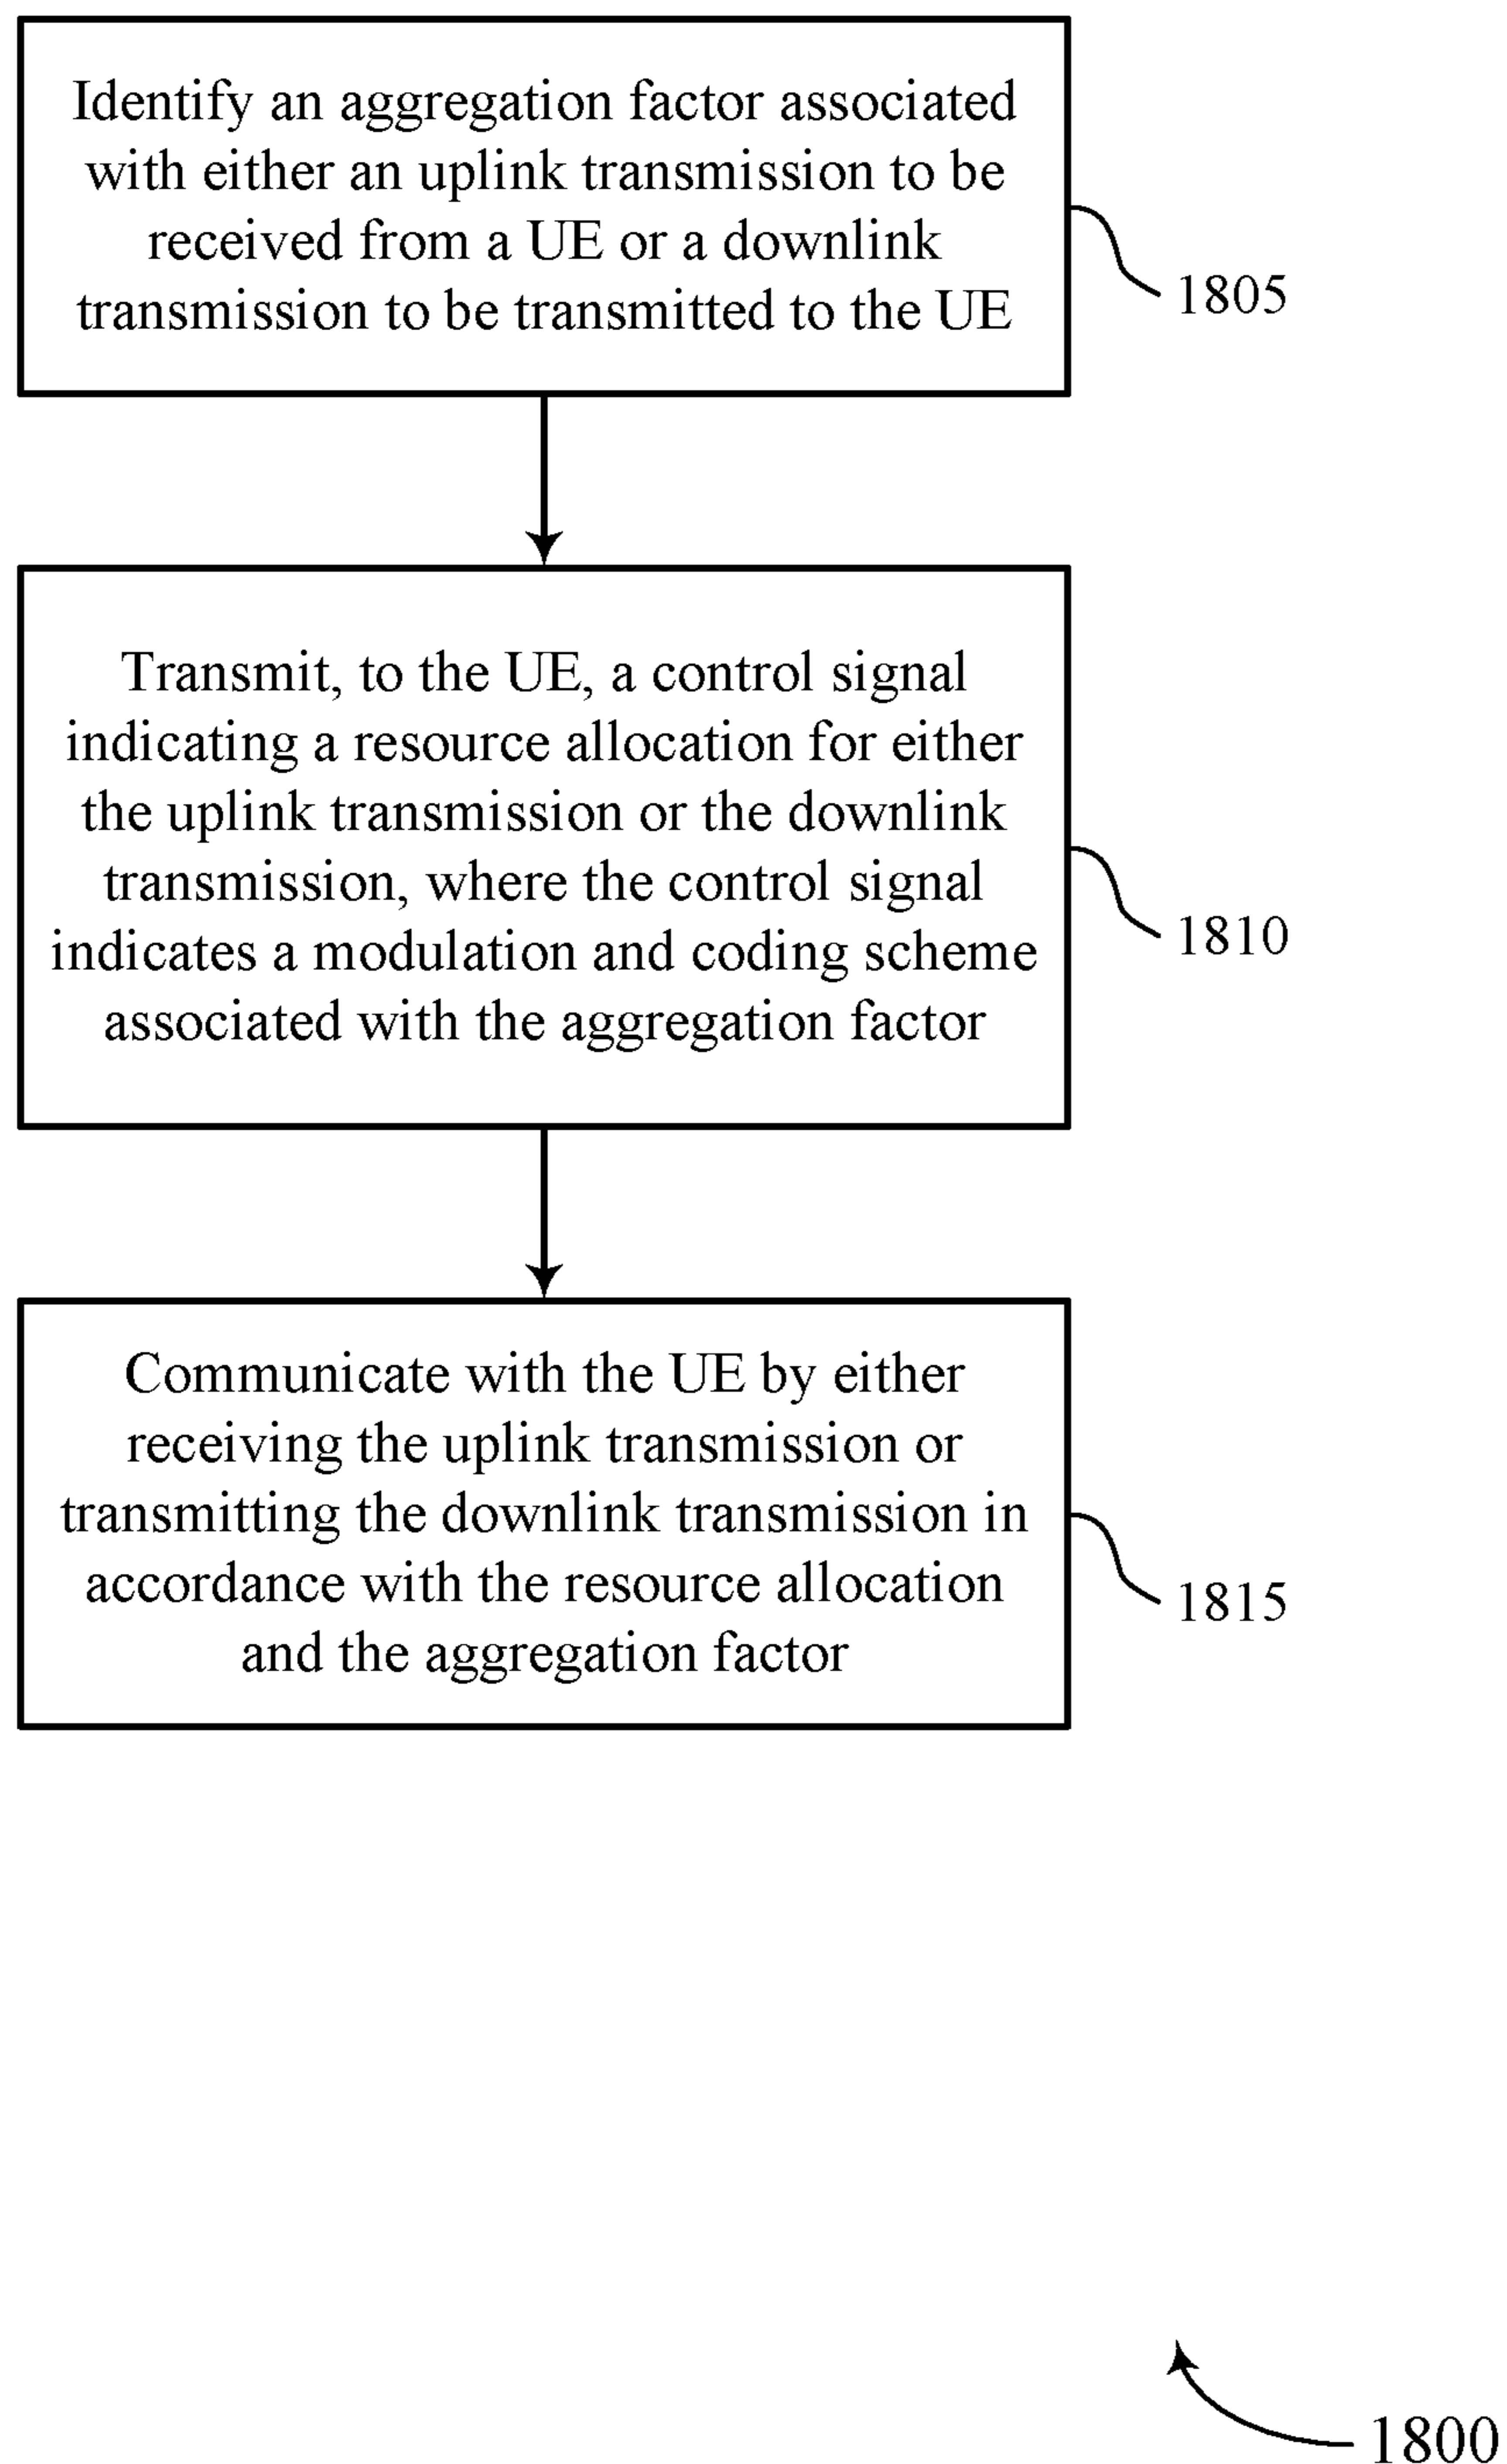 Identify an aggregation factor associated
with either an uplink transmission to be
received from a UE or a downlink
transmission to be transmitted to the UE
1805
Transmit, to the UE, a control signal
indicating a resource allocation for either
the uplink transmission or the downlink
transmission, where the control signal
indicates a modulation and coding scheme
associated with the aggregation factor
1810
Communicate with the UE by either
receiving the uplink transmission or
transmitting the downlink transmission in
accordance with the resource allocation
and the aggregation factor
1815
1800